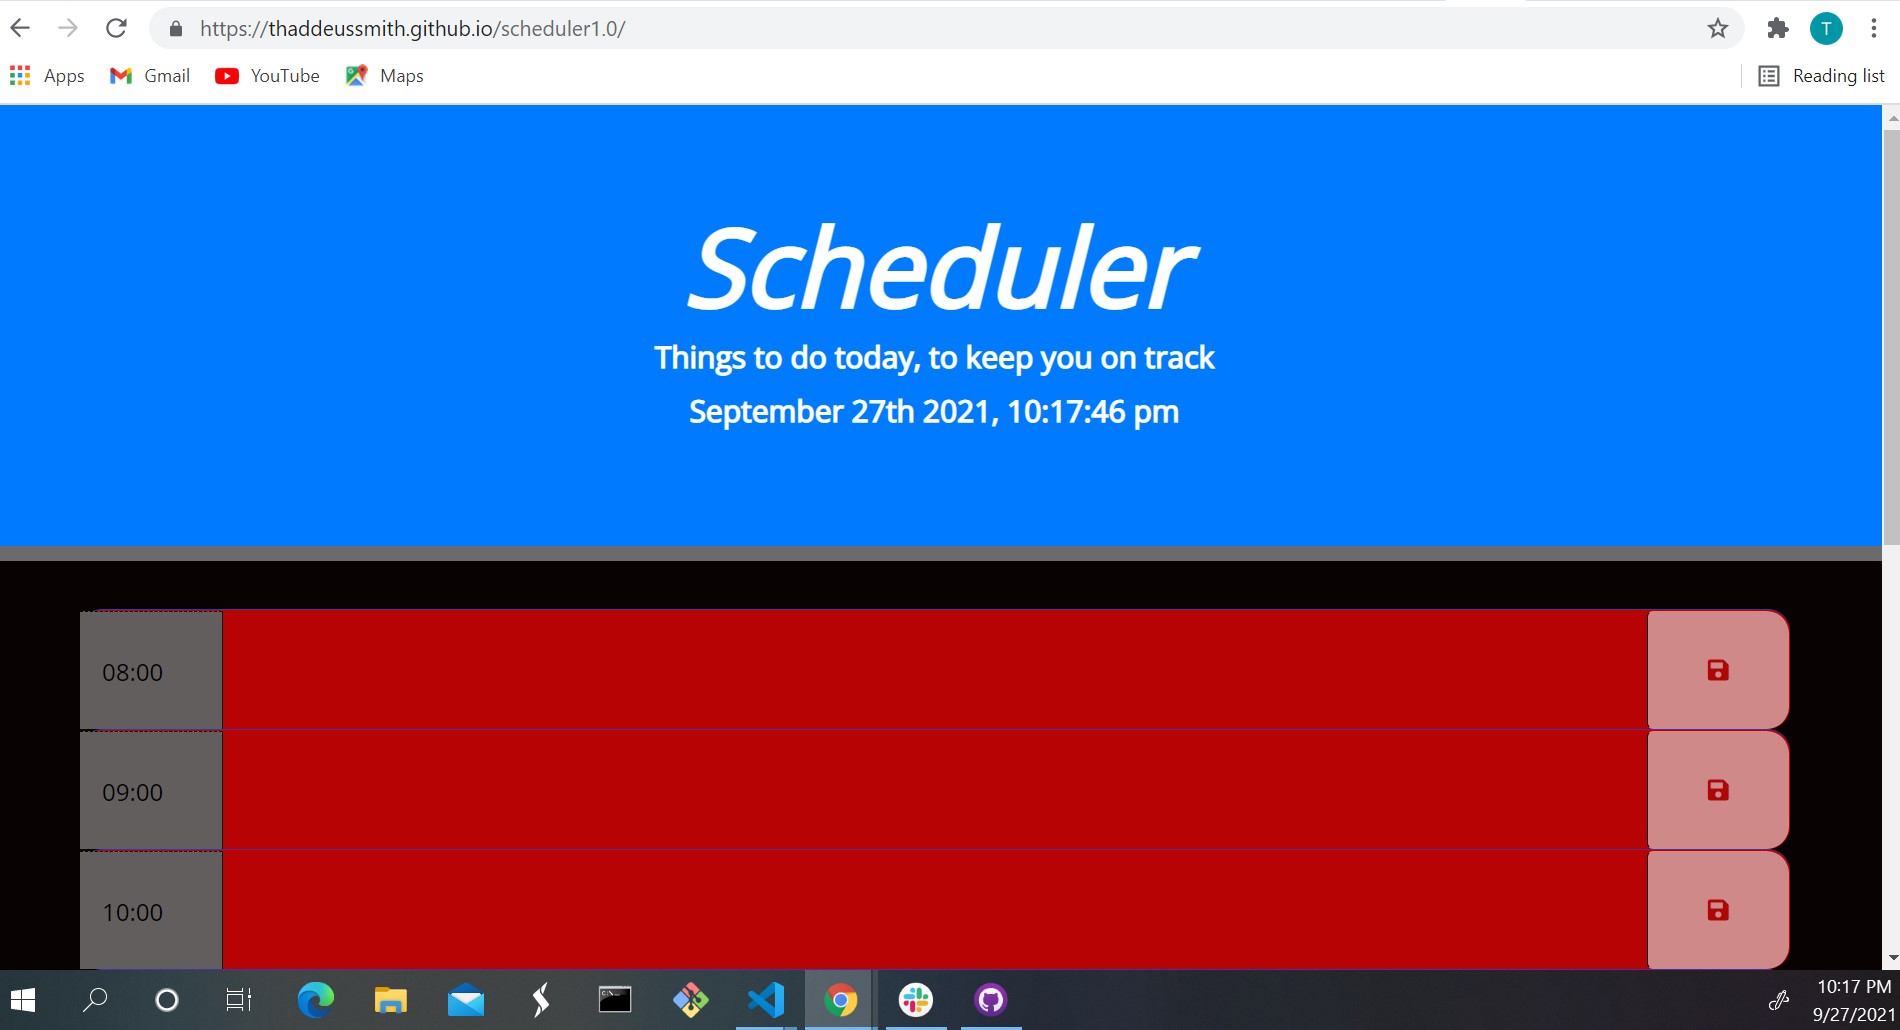 https://thaddeussmith.github.io/scheduler1.0/
T
Apps Gmail YouTube Maps Reading list
Scheduler
Things to do today, to keep you on track
September 27th 2021, 10:17:46 pm
08:00
09:00
10:00
10:17 PM
9/27/2021